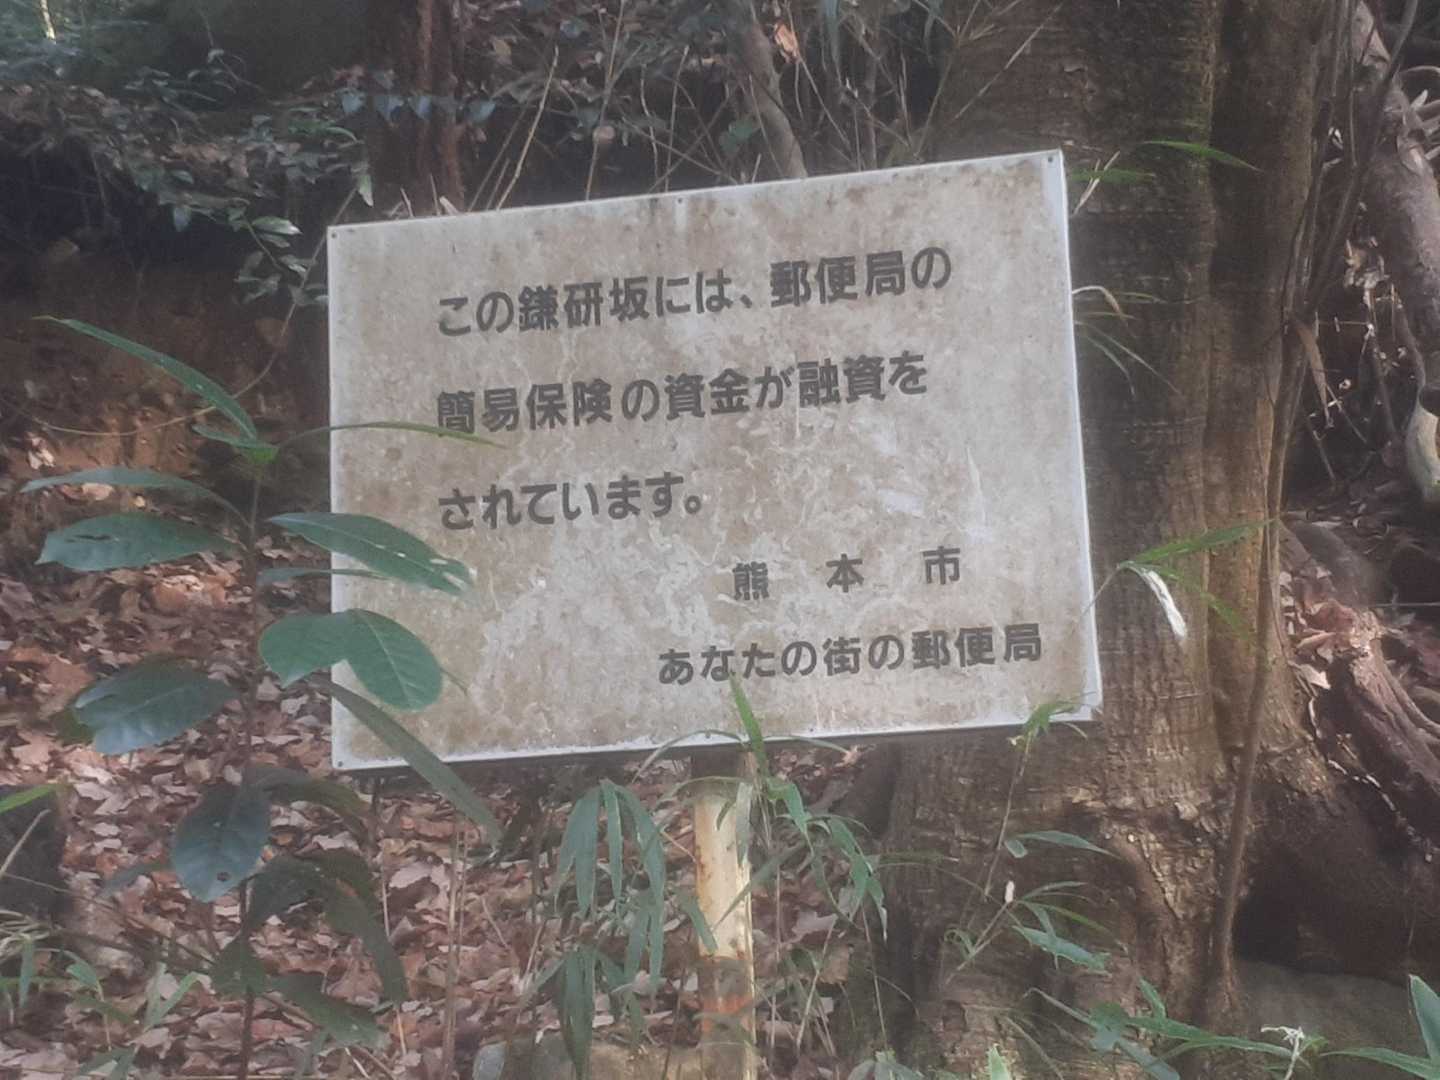 この鎌研坂には、郵便局の
簡易保険の資金が融資を
されています。
熊本市
あなたの街の郵便局